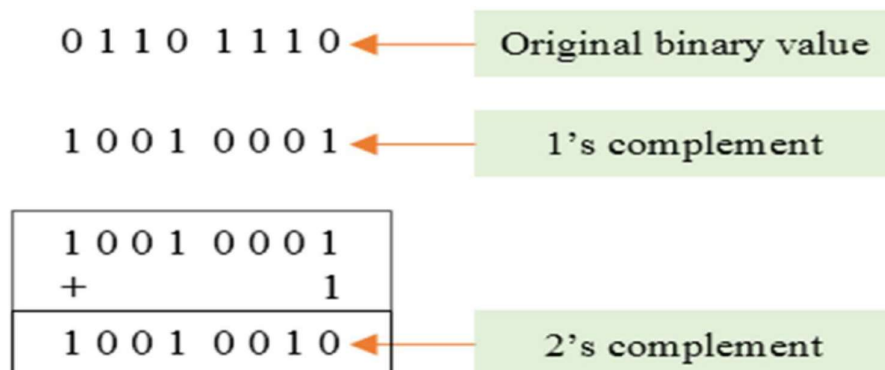 0 1 1 0 1 1 1 0 Original binary value
1 0 0 1 0 0 0 1 1’s complement
1 0 0 1 0 0 0 1
+ 1
1 0 0 1 0 0 1 0 2’s complement